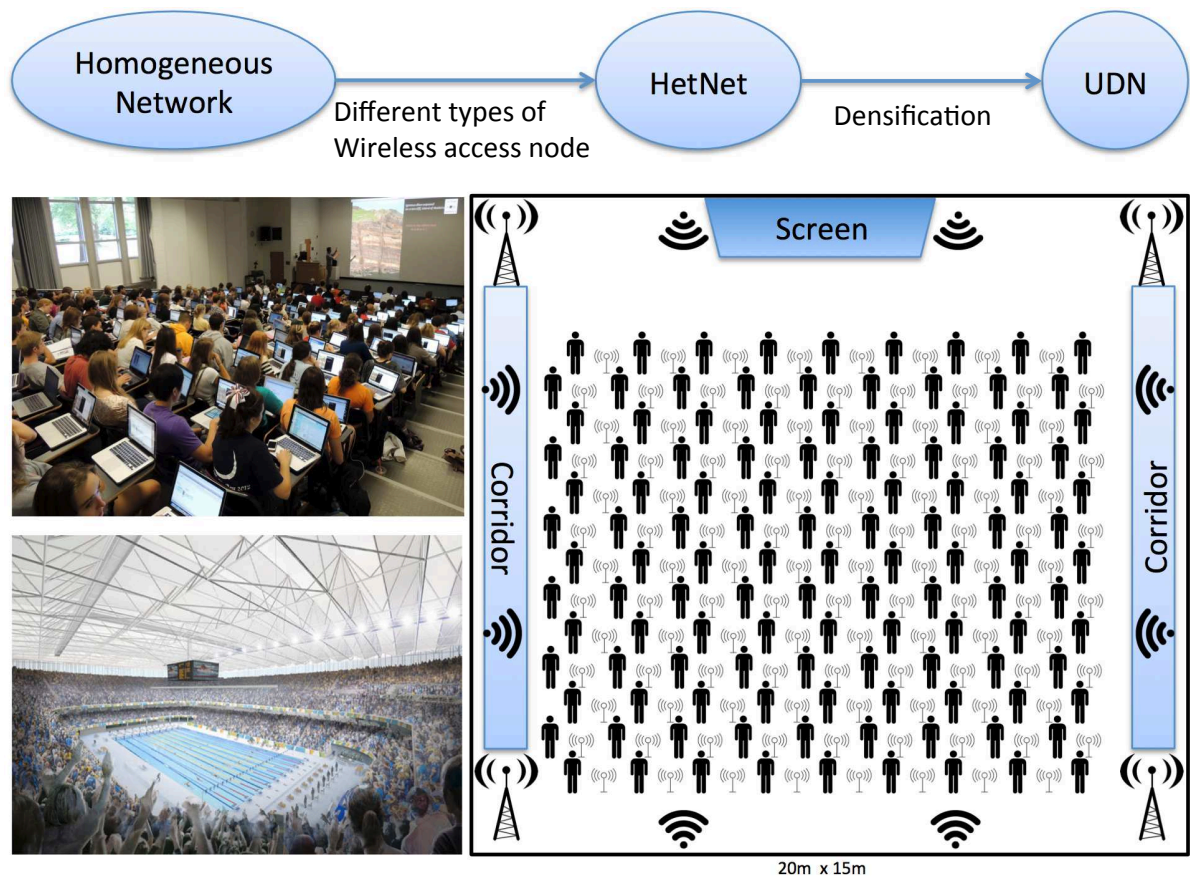 Homogeneous
Network
Different types of
Wireless access node
HetNet
Densification
UDN
Screen
Corridor
Corridor
20m x 15m